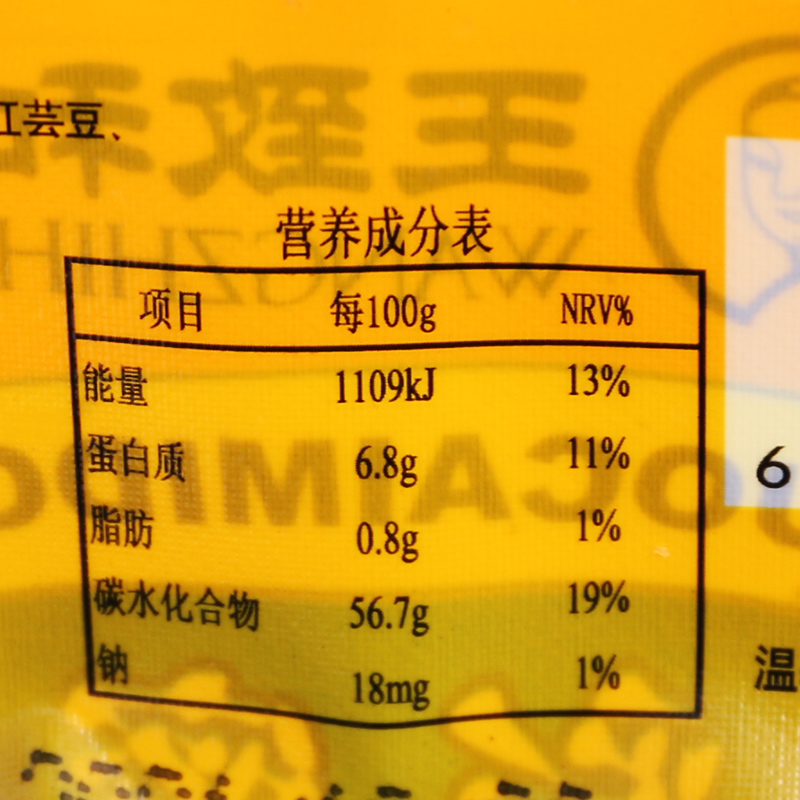 红芸豆、
营养成分表
项目 每100g NRV%
能量 1109kJ 13%
蛋白质 6.8g 11%
脂肪 0.8g 1%
碳水化合物 56.7g 19%
钠 18mg 1%
6
温